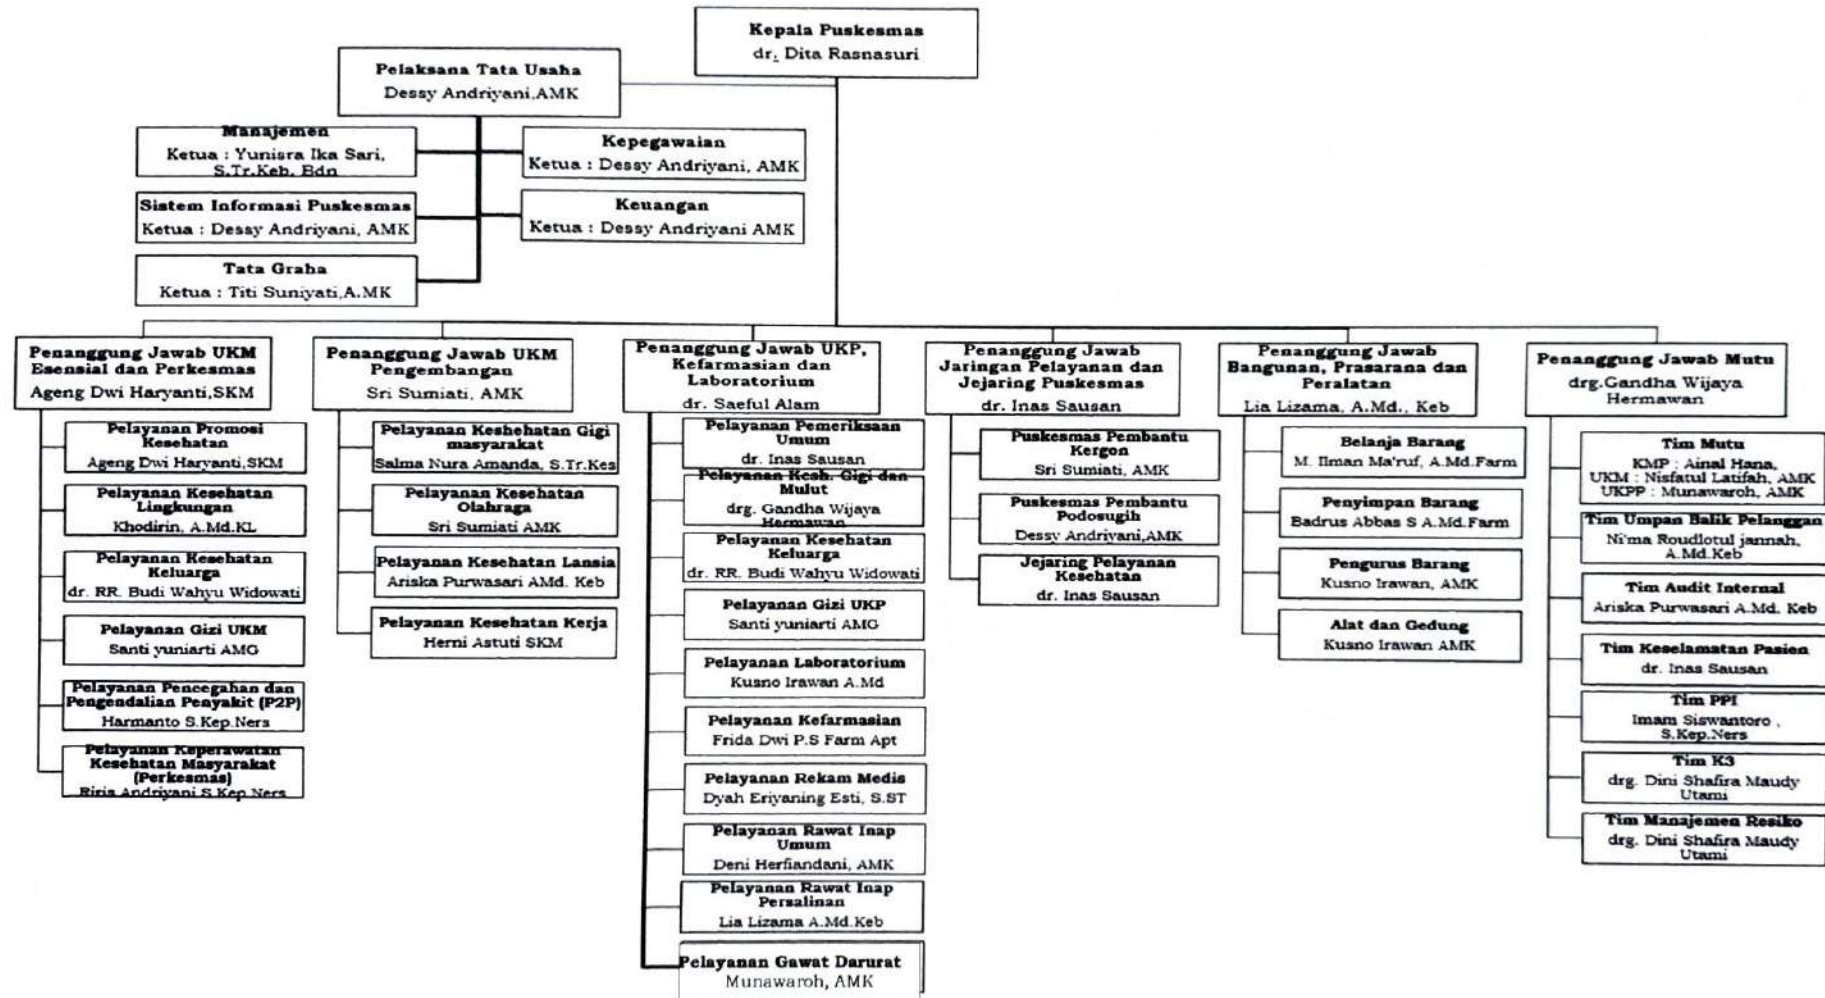 Kepala Puskesmas
dr. Dita Rasnasuri
Pelaksana Tata Usaha
Dessy Andriyani,AMK
Manajemen
Ketua : Yunisra Ika Sari,
S.Tr.Keb, Bdn
Kepegawaian
Ketua : Dessy Andriyani, AMK
Sistem Informasi Puskesmas
Ketua : Dessy Andriyani, AMK
Keuangan
Ketua : Dessy Andriyani AMK
Tata Graha
Ketua : Titi Suniyati,A.MK
Penanggung Jawab UKM
Esensial dan Perkesmas
Ageng Dwi Haryanti,SKM
Pelayanan Promosi
Kesehatan
Ageng Dwi Haryanti,SKM
Pelayanan Kesehatan
Lingkungan
Khodirin, A.Md.KL
Pelayanan Kesehatan
Keluarga
dr. RR. Budi Wahyu Widowati
Pelayanan Gizi UKM
Santi yuniarti AMG
Pelayanan Pencegahan dan
Pengendalian Penyakit (P2P)
Harmanto S.Kep.Ners
Pelayanan Keperawatan
Kesehatan Masyarakat
(Perkesmas)
Riris Andriyani S.Kep.Ners
Penanggung Jawab UKM
Pengembangan
Sri Sumiati, AMK
Pelayanan Keshehatan Gigi
masyarakat
Salma Nura Amanda, S.Tr.Kes
Pelayanan Kesehatan
Olahraga
Sri Sumiati AMK
Pelayanan Kesehatan Lansia
Ariska Purwasari AMd. Keb
Pelayanan Kesehatan Kerja
Herni Astuti SKM
Penanggung Jawab UKP,
Kefarmasian dan
Laboratorium
dr. Saeful Alam
Pelayanan Pemeriksaan
Umum
dr. Inas Sausan
Pelayanan Kesh. Gigi dan
Mulut
drg. Gandha Wijaya
Hermawan
Pelayanan Kesehatan
Keluarga
dr. RR. Budi Wahyu Widowati
Pelayanan Gizi UKP
Santi yuniarti AMG
Pelayanan Laboratorium
Kusno Irawan A.Md
Pelayanan Kefarmasian
Frida Dwi P.S Farm Apt
Pelayanan Rekam Medis
Dyah Eriyaning Esti, S.ST
Pelayanan Rawat Inap
Umum
Deni Herfiandani, AMK
Pelayanan Rawat Inap
Persalinan
Lia Lizama A.Md.Keb
Pelayanan Gawat Darurat
Munawaroh, AMK
Penanggung Jawab
Jaringan Pelayanan dan
Jejaring Puskesmas
dr. Inas Sausan
Puskesmas Pembantu
Kergon
Sri Sumiati, AMK
Puskesmas Pembantu
Podosugih
Dessy Andriyani,AMK
Jejaring Pelayanan
Kesehatan
dr. Inas Sausan
Penanggung Jawab
Bangunan, Prasarana dan
Peralatan
Lia Lizama, A.Md., Keb
Belanja Barang
M. Ilman Ma'ruf, A.Md.Farm
Penyimpan Barang
Badrus Abbas S A.Md.Farm
Pengurus Barang
Kusno Irawan, AMK
Alat dan Gedung
Kusno Irawan AMK
Penanggung Jawab Mutu
drg.Gandha Wijaya
Hermawan
Tim Mutu
KMP : Ainal Hana,
UKM : Nisfatul Latifah, AMK
UKPP : Munawaroh, AMK
Tim Umpan Balik Pelanggan
Ni'ma Roudlotul jannah,
A.Md.Keb
Tim Audit Internal
Ariska Purwasari A.Md. Keb
Tim Keselamatan Pasien
dr. Inas Sausan
Tim PPI
Imam Siswantoro ,
S.Kep.Ners
Tim K3
drg. Dini Shafira Maudy
Utami
Tim Manajemen Resiko
drg. Dini Shafira Maudy
Utami